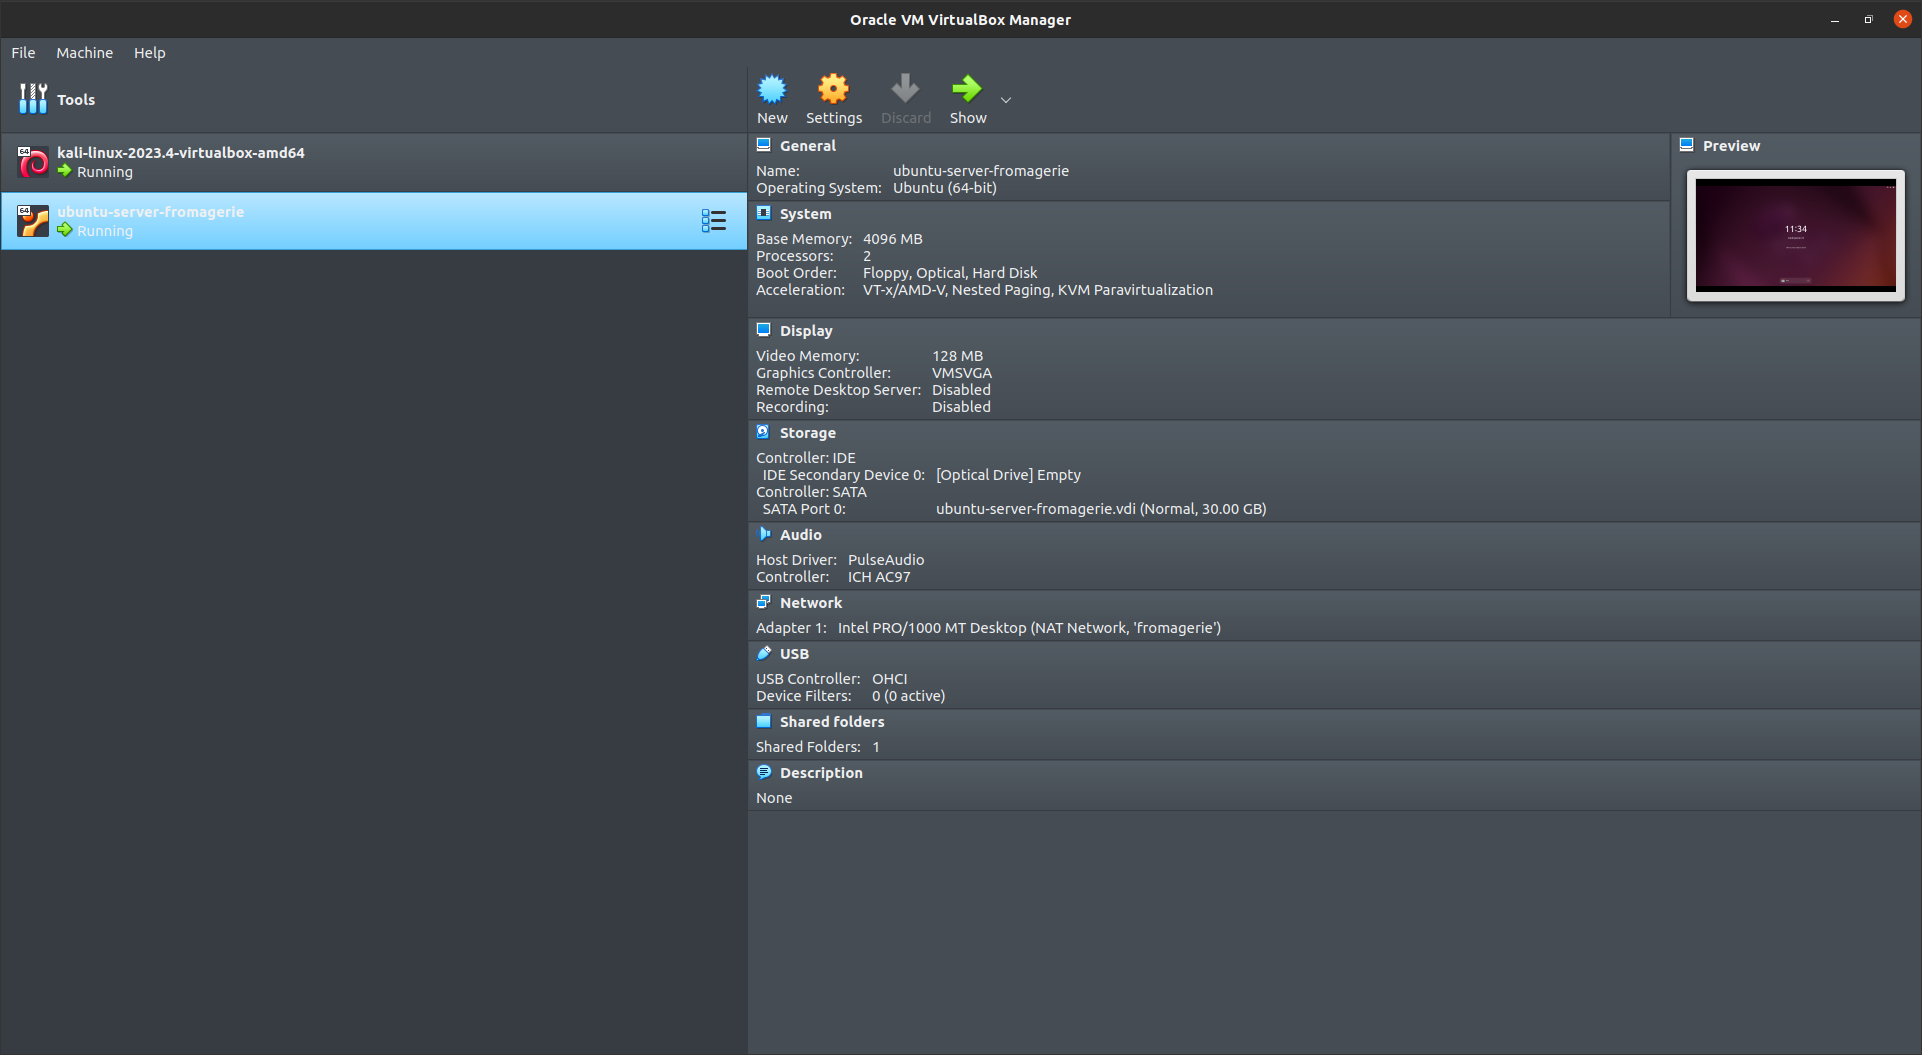 Oracle VM VirtualBox Manager
File Machine Help
Tools
New Settings Discard Show
64
kali-linux-2023.4-virtualbox-amd64
Running
64
ubuntu-server-fromagerie
Running
General
Name: ubuntu-server-fromagerie
Operating System: Ubuntu (64-bit)
System
Base Memory: 4096 MB
Processors: 2
Boot Order: Floppy, Optical, Hard Disk
Acceleration: VT-x/AMD-V, Nested Paging, KVM Paravirtualization
Preview
11:34
Display
Video Memory: 128 MB
Graphics Controller: VMSVGA
Remote Desktop Server: Disabled
Recording: Disabled
Storage
Controller: IDE
IDE Secondary Device 0: [Optical Drive] Empty
Controller: SATA
SATA Port 0: ubuntu-server-fromagerie.vdi (Normal, 30.00 GB)
Audio
Host Driver: PulseAudio
Controller: ICH AC97
Network
Adapter 1: Intel PRO/1000 MT Desktop (NAT Network, 'fromagerie')
USB
USB Controller: OHCI
Device Filters: 0 (0 active)
Shared folders
Shared Folders: 1
Description
None